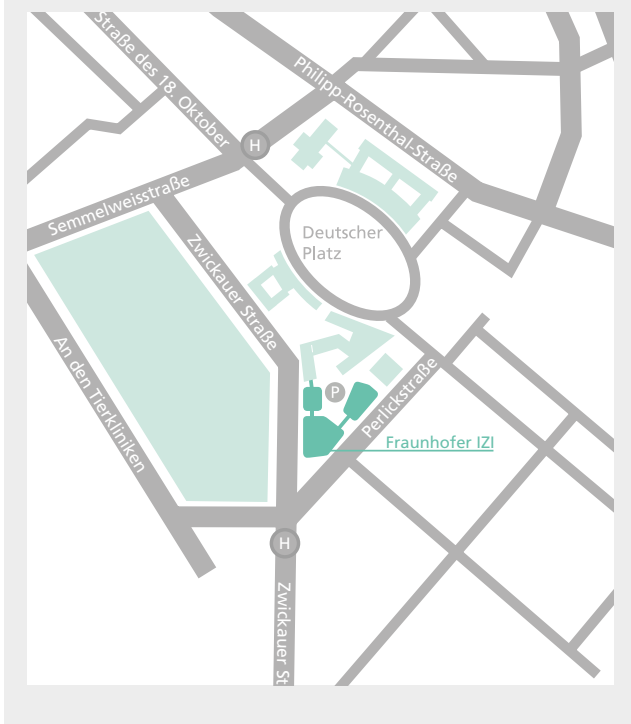 Straße des 18. Oktober
Philipp-Rosenthal-Straße
H
Semmelweisstraße
Deutscher
Platz
Zwickauer Straße
An den Tierkliniken
P
Perlickstraße
Fraunhofer IZI
H
Zwickauer St